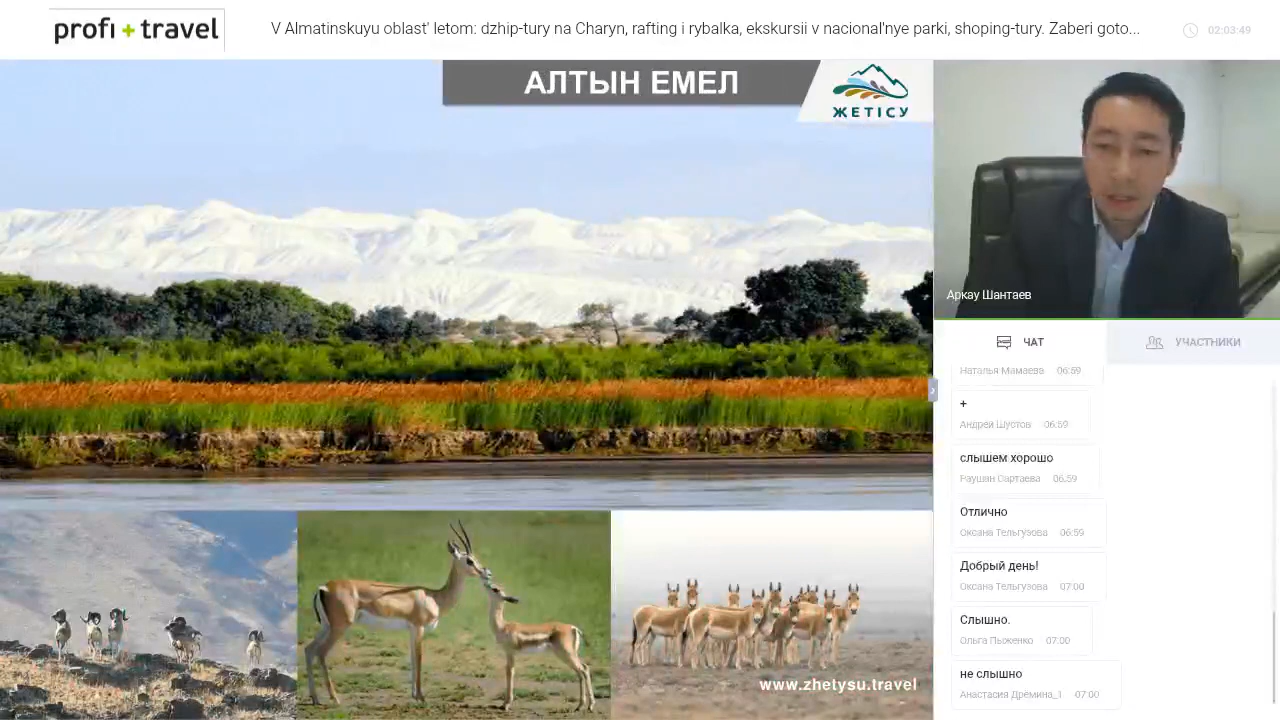 profi + travel
V Almatinskuyu oblast' letom: dzhip-tury na Charyn, rafting i rybalka, ekskursii v nacional'nye parki, shoping-tury. Zaberi goto...
02:03:49
АЛТЫН ЕМЕЛ
ЖЕТІСУ
www.zhetysu.travel
Аркау Шантаев
ЧАТ
УЧАСТНИКИ
Наталья Мамаева 06:59
+
Андрей Шустов 06:59
слышем хорошо
Раушан Сартаева 06:59
Отлично
Оксана Тельгузова 06:59
Добрый день!
Оксана Тельгузова 07:00
Слышно.
Ольга Пыженко 07:00
не слышно
Анастасия Дрёмина_1 07:00